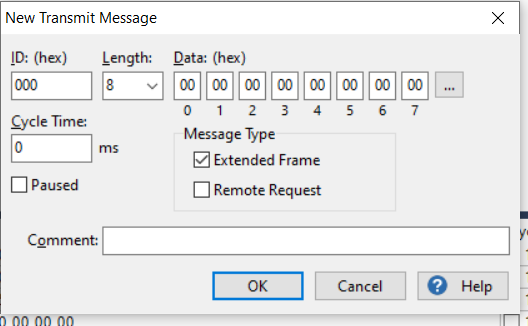 New Transmit Message
ID: (hex) Length: Data: (hex)
000 8 00 00 00 00 00 00 00 00 ...
0 1 2 3 4 5 6 7
Cycle Time:
0 ms
Message Type
Extended Frame
Paused
Remote Request
Comment:
OK Cancel Help
0 00 00 00